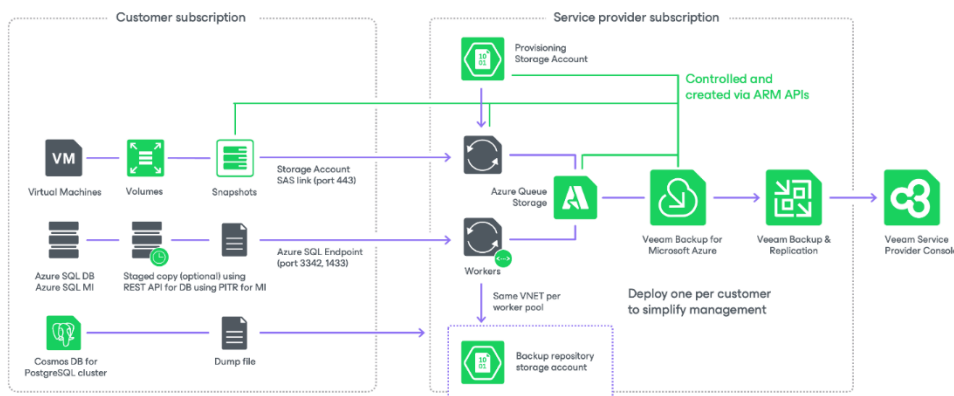 Customer subscription
Service provider subscription
Provisioning
Storage Account
Controlled and
created via ARM APIs
VM
Virtual Machines
Volumes
Snapshots
Storage Account
SAS link (port 443)
Azure Queue
Storage
Veeam Backup for
Microsoft Azure
Veeam Backup &
Replication
Veeam Service
Provider Console
Azure SQL DB
Azure SQL MI
Staged copy (optional) using
REST API for DB using PITR for MI
Azure SQL Endpoint
(port 3342, 1433)
Workers
Same VNET per
worker pool
Deploy one per customer
to simplify management
Cosmos DB for
PostgreSQL cluster
Dump file
Backup repository
storage account
10
01
10
01